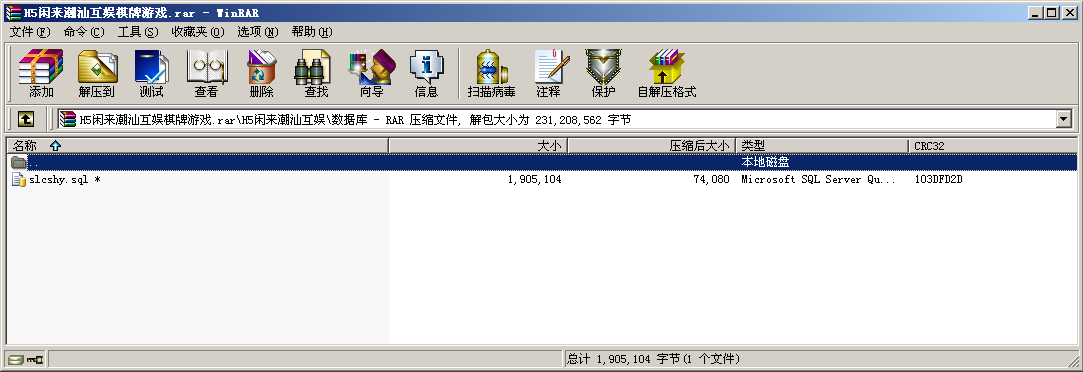 H5闲来潮汕互娱棋牌游戏.rar - WinRAR
文件(F) 命令(C) 工具(S) 收藏夹(O) 选项(N) 帮助(H)
添加 解压到 测试 查看 删除 查找 向导 信息 扫描病毒 注释 保护 自解压格式
H5闲来潮汕互娱棋牌游戏.rar\H5闲来潮汕互娱\数据库 - RAR 压缩文件, 解包大小为 231,208,562 字节
名称 大小 压缩后大小 类型 CRC32
.. 本地磁盘
slcshy.sql * 1,905,104 74,080 Microsoft SQL Server Qu... 103DFD2D
总计 1,905,104 字节(1 个文件)